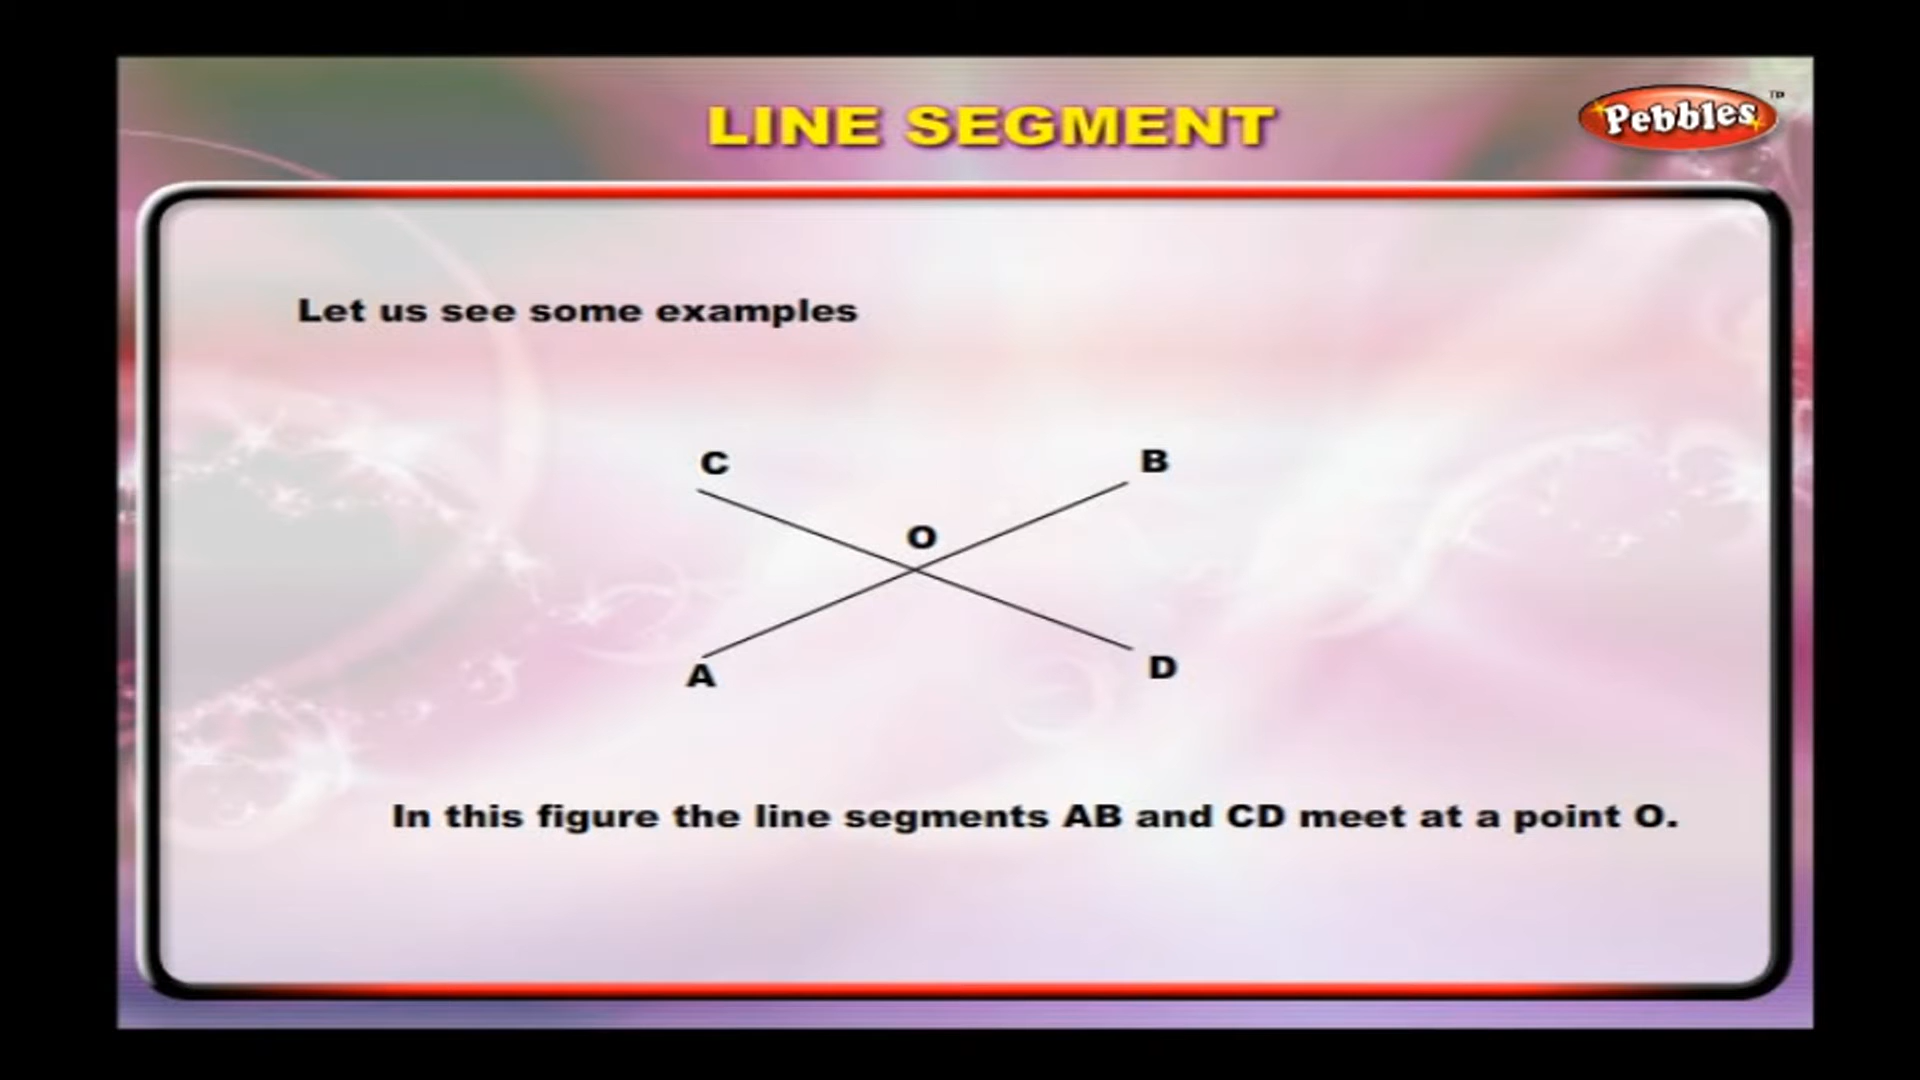 LINE SEGMENT
Pebbles TD
Let us see some examples
C B
O
A D
In this figure the line segments AB and CD meet at a point O.